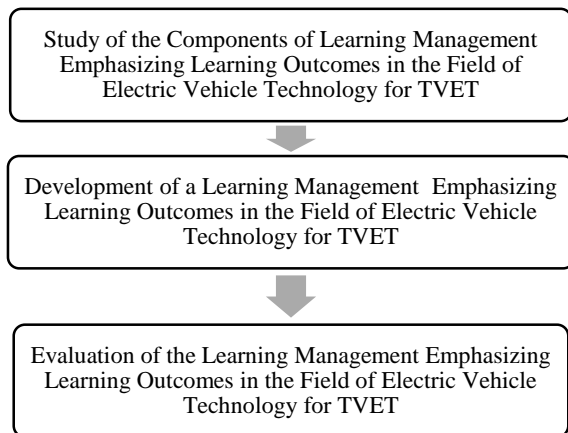 Study of the Components of Learning Management
Emphasizing Learning Outcomes in the Field of
Electric Vehicle Technology for TVET
Development of a Learning Management Emphasizing
Learning Outcomes in the Field of Electric Vehicle
Technology for TVET
Evaluation of the Learning Management Emphasizing
Learning Outcomes in the Field of Electric Vehicle
Technology for TVET